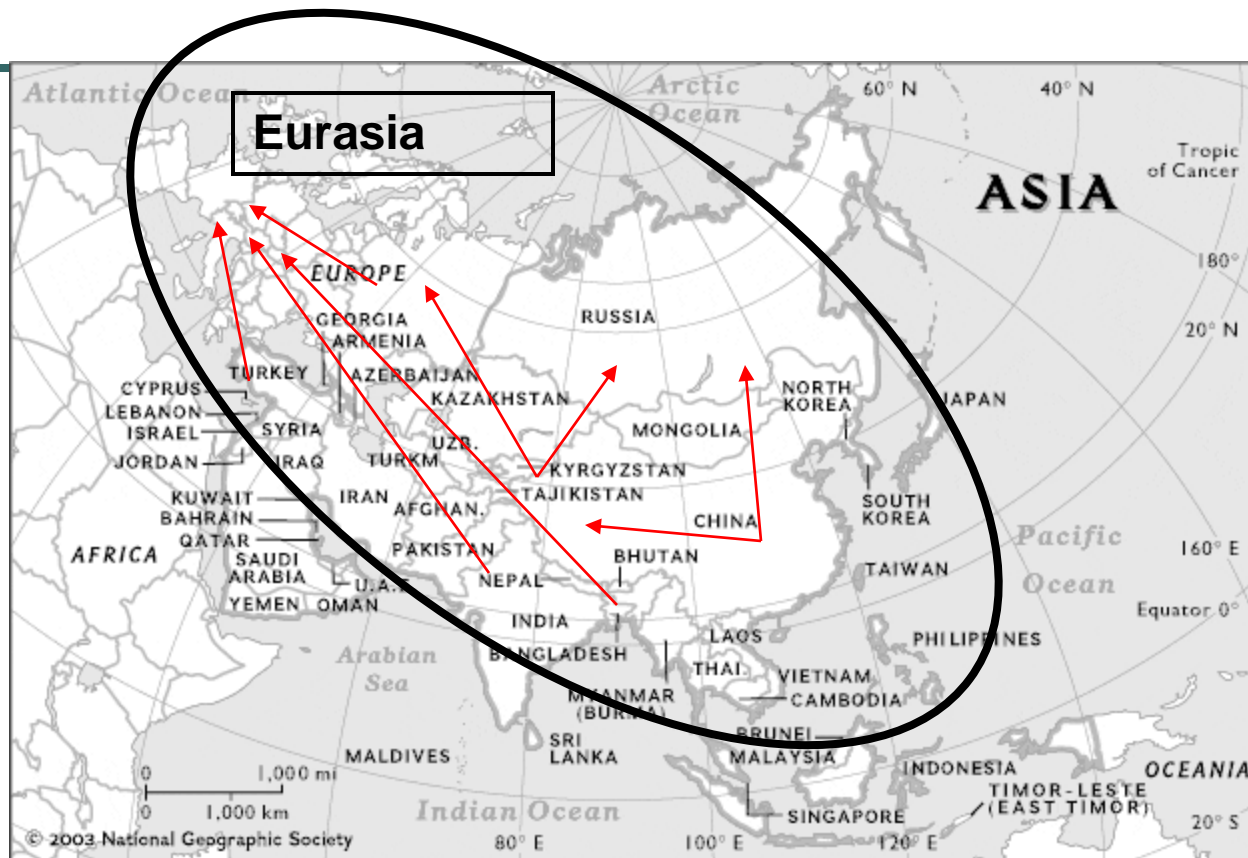 Atlantic Ocean
Eurasia
Arctic
Ocean
60° N
40° N
Tropic
of Cancer
ASIA
180°
20° N
EUROPE
RUSSIA
GEORGIA
ARMENIA
TURKEY
AZERBAIJAN
CYPRUS
LEBANON
ISRAEL
JORDAN
SYRIA
IRAQ
KAZAKHSTAN
UZB.
TURKM
KYRGYZSTAN
TAJIKISTAN
MONGOLIA
NORTH
KOREA
JAPAN
SOUTH
KOREA
KUWAIT
BAHRAIN
QATAR
IRAN
AFGHAN.
CHINA
AFRICA
SAUDI
ARABIA
U.A.E
PAKISTAN
NEPAL
BHUTAN
TAIWAN
Pacific
Ocean
160° E
YEMEN
OMAN
INDIA
BANGLADESH
LAOS
THAI.
VIETNAM
CAMBODIA
PHILIPPINES
Equator 0°
Arabian
Sea
MYANMAR
(BURMA)
MALDIVES
SRI
LANKA
BRUNEI
MALAYSIA
INDONESIA
OCEANIA
TIMOR-LESTE
(EAST TIMOR)
SINGAPORE
0
1,000 mi
0
1,000 km
Indian Ocean
© 2003 National Geographic Society
80° E
100° E
120° E
20° S